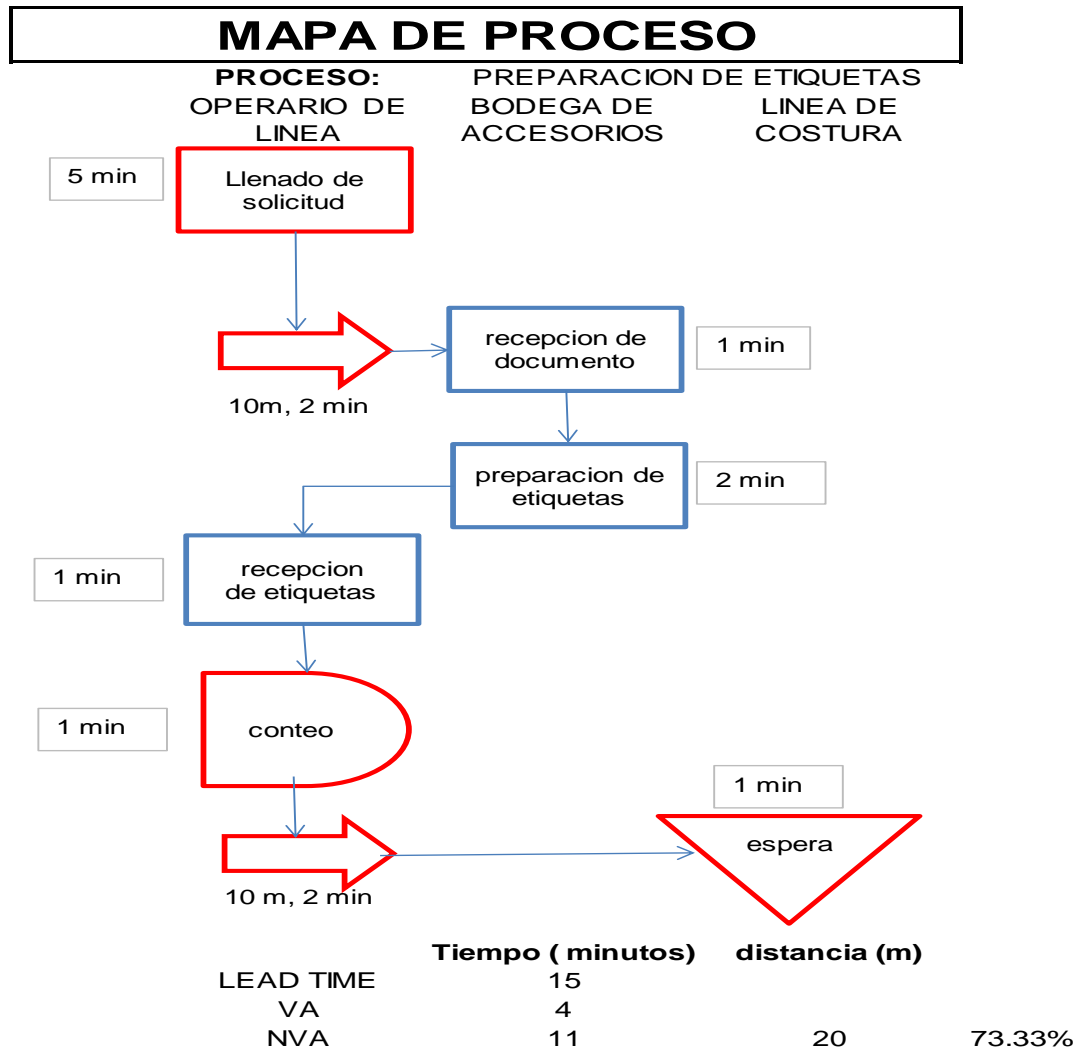 MAPA DE PROCESO
PROCESO: PREPARACION DE ETIQUETAS
OPERARIO DE LINEA
BODEGA DE ACCESORIOS
LINEA DE COSTURA
5 min
Llenado de
solicitud
10m, 2 min
recepcion de
documento
1 min
preparacion de
etiquetas
2 min
1 min
recepcion
de etiquetas
1 min
conteo
10 m, 2 min
1 min
espera
Tiempo ( minutos) distancia (m)
LEAD TIME 15
VA 4
NVA 11 20 73.33%